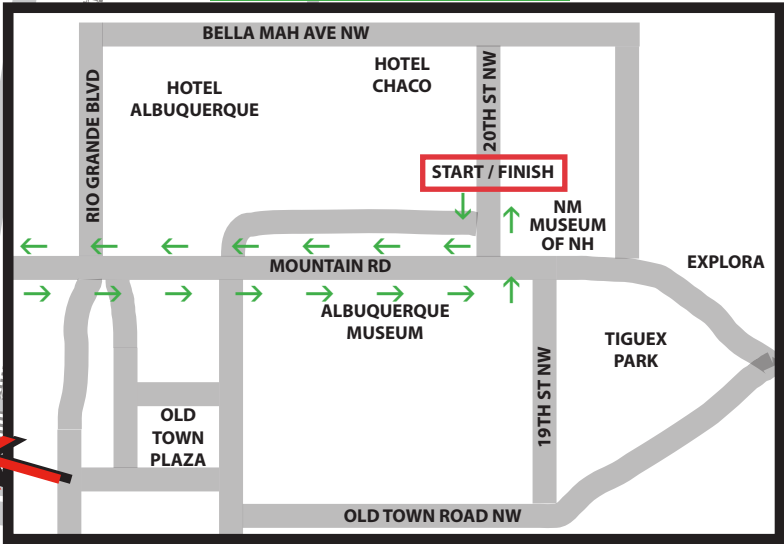 BELLA MAH AVE NW
HOTEL
CHACO
HOTEL
ALBUQUERQUE
RIO GRANDE BLVD
20TH ST NW
START / FINISH
NM
MUSEUM
OF NH
MOUNTAIN RD
EXPLORA
ALBUQUERQUE
MUSEUM
TIGUEX
PARK
19TH ST NW
OLD
TOWN
PLAZA
OLD TOWN ROAD NW